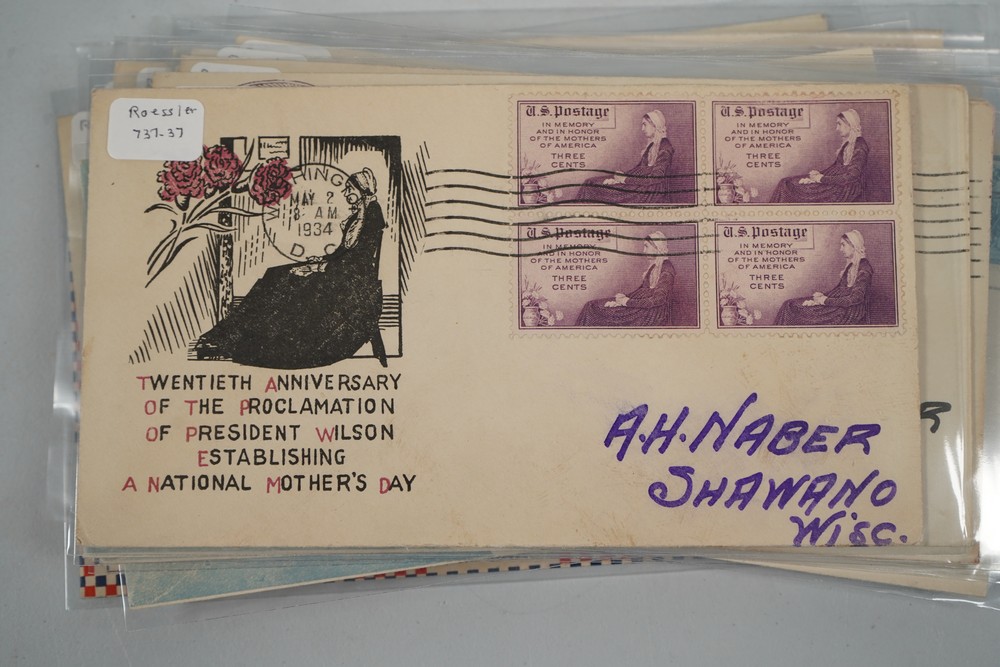 Roessler
737-37
WASHINGTON
MAY 2
8 AM
1934
D.C.
TWENTIETH ANNIVERSARY
OF THE PROCLAMATION
OF PRESIDENT WILSON
ESTABLISHING
A NATIONAL MOTHER'S DAY
U.S. Postage
IN MEMORY
AND IN HONOR
OF THE MOTHERS
OF AMERICA
THREE
CENTS
U.S. Postage
IN MEMORY
AND IN HONOR
OF THE MOTHERS
OF AMERICA
THREE
CENTS
U.S. Postage
IN MEMORY
AND IN HONOR
OF THE MOTHERS
OF AMERICA
THREE
CENTS
U.S. Postage
IN MEMORY
AND IN HONOR
OF THE MOTHERS
OF AMERICA
THREE
CENTS
A.H. NABER
SHAWANO
Wisc.
R